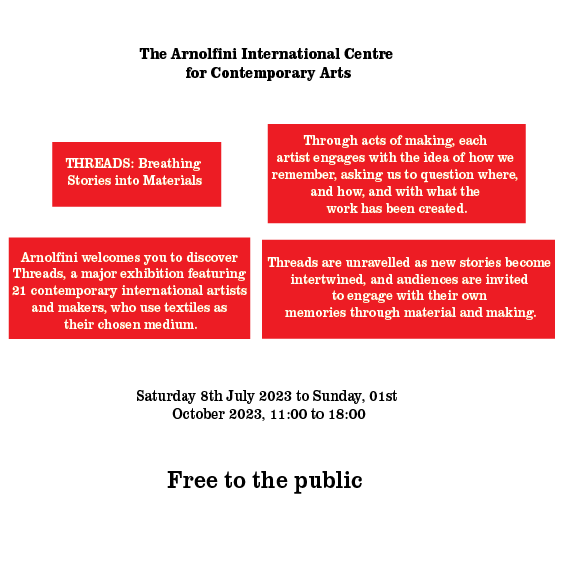 The Arnolfini International Centre
for Contemporary Arts
THREADS: Breathing
Stories into Materials
Through acts of making, each
artist engages with the idea of how we
remember, asking us to question where,
and how, and with what the
work has been created.
Arnolfini welcomes you to discover
Threads, a major exhibition featuring
21 contemporary international artists
and makers, who use textiles as
their chosen medium.
Threads are unravelled as new stories become
intertwined, and audiences are invited
to engage with their own
memories through material and making.
Saturday 8th July 2023 to Sunday, 01st
October 2023, 11:00 to 18:00
Free to the public